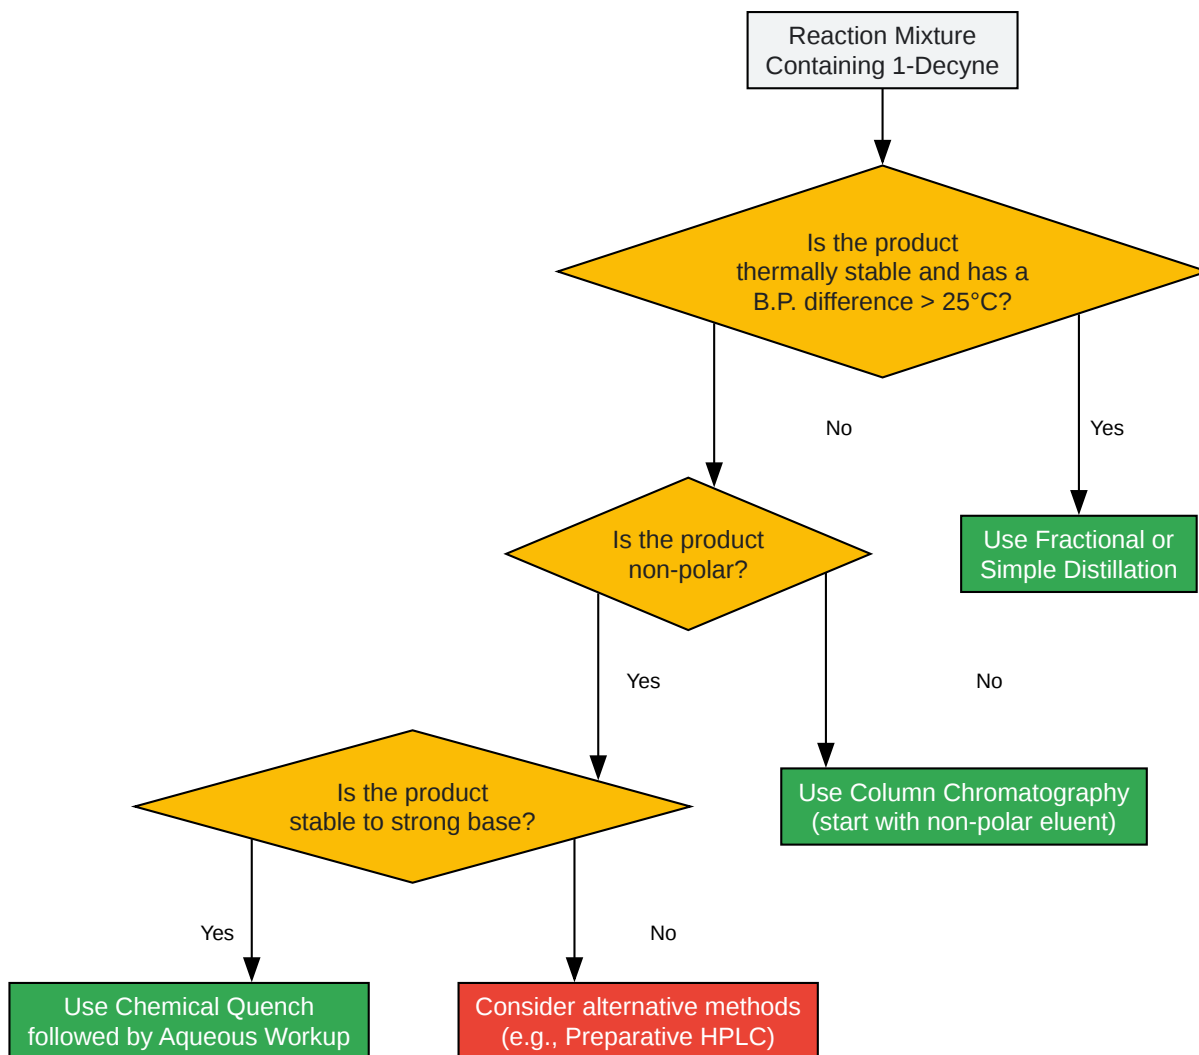 Reaction Mixture
Containing 1-Decyne
Is the product
thermally stable and has a
B.P. difference > 25°C?
No
Yes
Is the product
non-polar?
Use Fractional or
Simple Distillation
Yes
No
Is the product
stable to strong base?
Use Column Chromatography
(start with non-polar eluent)
Yes
No
Use Chemical Quench
followed by Aqueous Workup
Consider alternative methods
(e.g., Preparative HPLC)